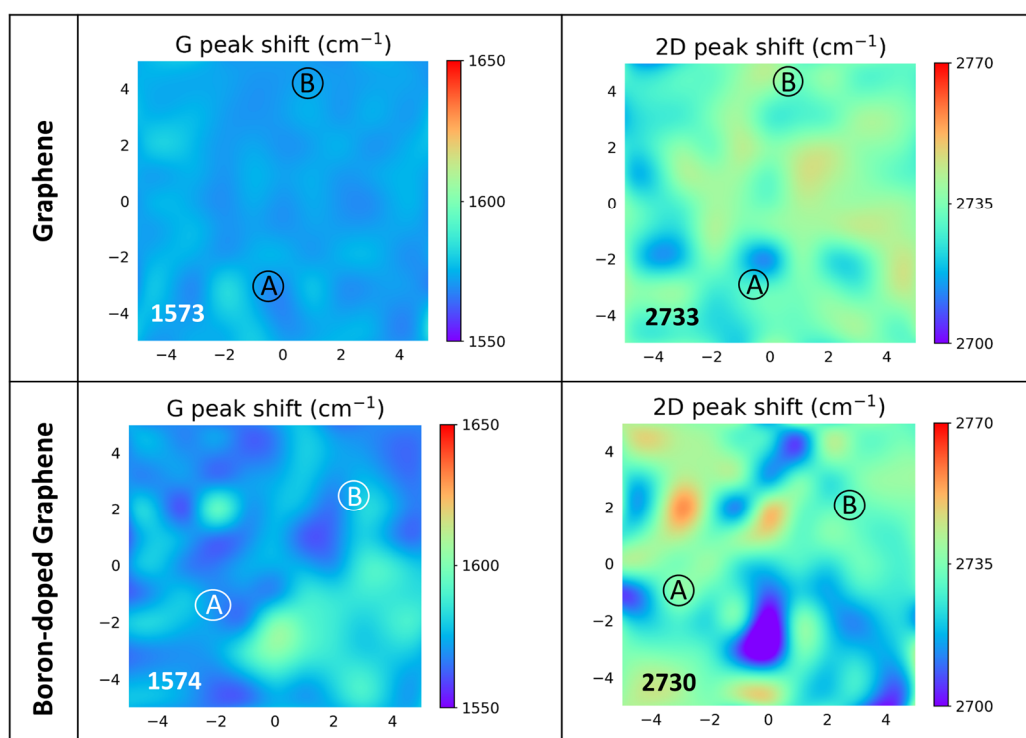 Graphene
G peak shift (cm⁻¹)
4
2
0
−2
−4
−4 −2 0 2 4
B
A
1573
1650
1600
1550
2D peak shift (cm⁻¹)
4
2
0
−2
−4
−4 −2 0 2 4
B
A
2733
2770
2735
2700
Boron-doped Graphene
G peak shift (cm⁻¹)
4
2
0
−2
−4
−4 −2 0 2 4
B
A
1574
1650
1600
1550
2D peak shift (cm⁻¹)
4
2
0
−2
−4
−4 −2 0 2 4
B
A
2730
2770
2735
2700